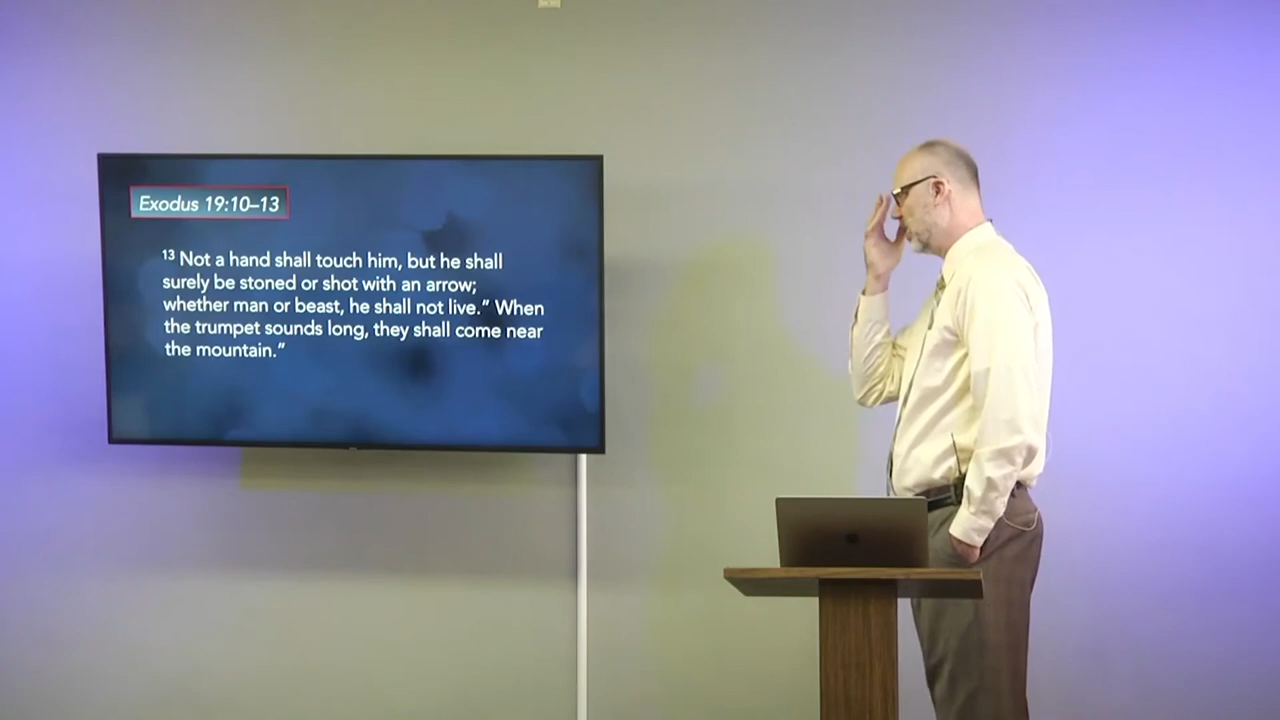 Exodus 19:10–13
13 Not a hand shall touch him, but he shall
surely be stoned or shot with an arrow;
whether man or beast, he shall not live.” When
the trumpet sounds long, they shall come near
the mountain.”